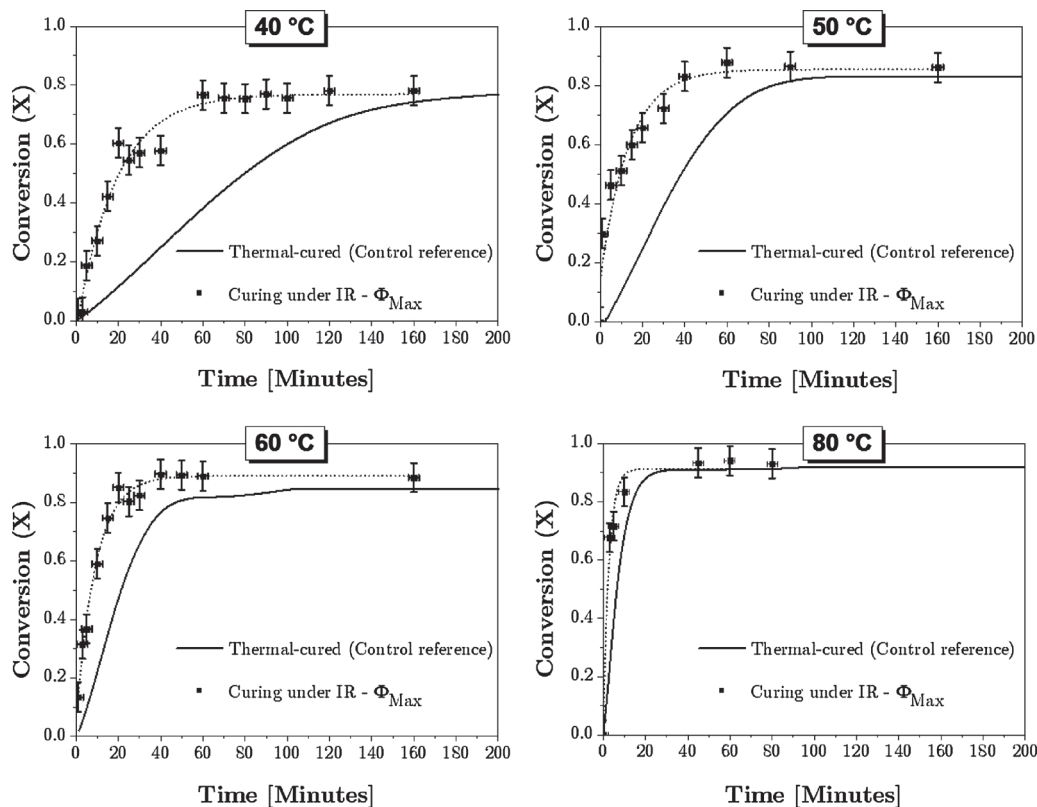 40 °C
1.0
0.8
0.6
0.4
0.2
0.0
Conversion (X)
Thermal-cured (Control reference)
Curing under IR - Φ_Max
0 20 40 60 80 100 120 140 160 180 200
Time [Minutes]
50 °C
1.0
0.8
0.6
0.4
0.2
0.0
Conversion (X)
Thermal-cured (Control reference)
Curing under IR - Φ_Max
0 20 40 60 80 100 120 140 160 180 200
Time [Minutes]
60 °C
1.0
0.8
0.6
0.4
0.2
0.0
Conversion (X)
Thermal-cured (Control reference)
Curing under IR - Φ_Max
0 20 40 60 80 100 120 140 160 180 200
Time [Minutes]
80 °C
1.0
0.8
0.6
0.4
0.2
0.0
Conversion (X)
Thermal-cured (Control reference)
Curing under IR - Φ_Max
0 20 40 60 80 100 120 140 160 180 200
Time [Minutes]